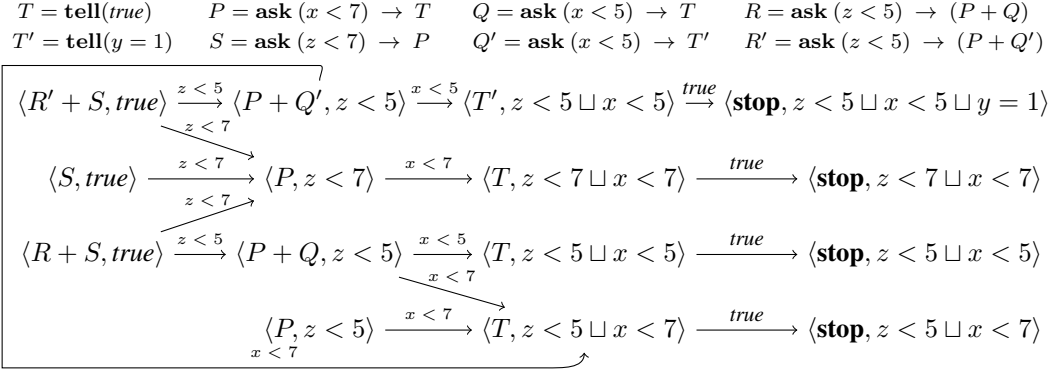 T = tell(true) P = ask (x < 7) → T Q = ask (x < 5) → T R = ask (z < 5) → (P + Q)
T′ = tell(y = 1) S = ask (z < 7) → P Q′ = ask (x < 5) → T′ R′ = ask (z < 5) → (P + Q′)
⟨R′ + S, true⟩ z < 5 ⟨P + Q′, z < 5⟩ x < 5 ⟨T′, z < 5 ⊔ x < 5⟩ true ⟨stop, z < 5 ⊔ x < 5 ⊔ y = 1⟩
z < 7
⟨S, true⟩ z < 7 ⟨P, z < 7⟩ x < 7 ⟨T, z < 7 ⊔ x < 7⟩ true ⟨stop, z < 7 ⊔ x < 7⟩
z < 7
⟨R + S, true⟩ z < 5 ⟨P + Q, z < 5⟩ x < 5 ⟨T, z < 5 ⊔ x < 5⟩ true ⟨stop, z < 5 ⊔ x < 5⟩
x < 7
⟨P, z < 5⟩ x < 7 ⟨T, z < 5 ⊔ x < 7⟩ true ⟨stop, z < 5 ⊔ x < 7⟩
x < 7